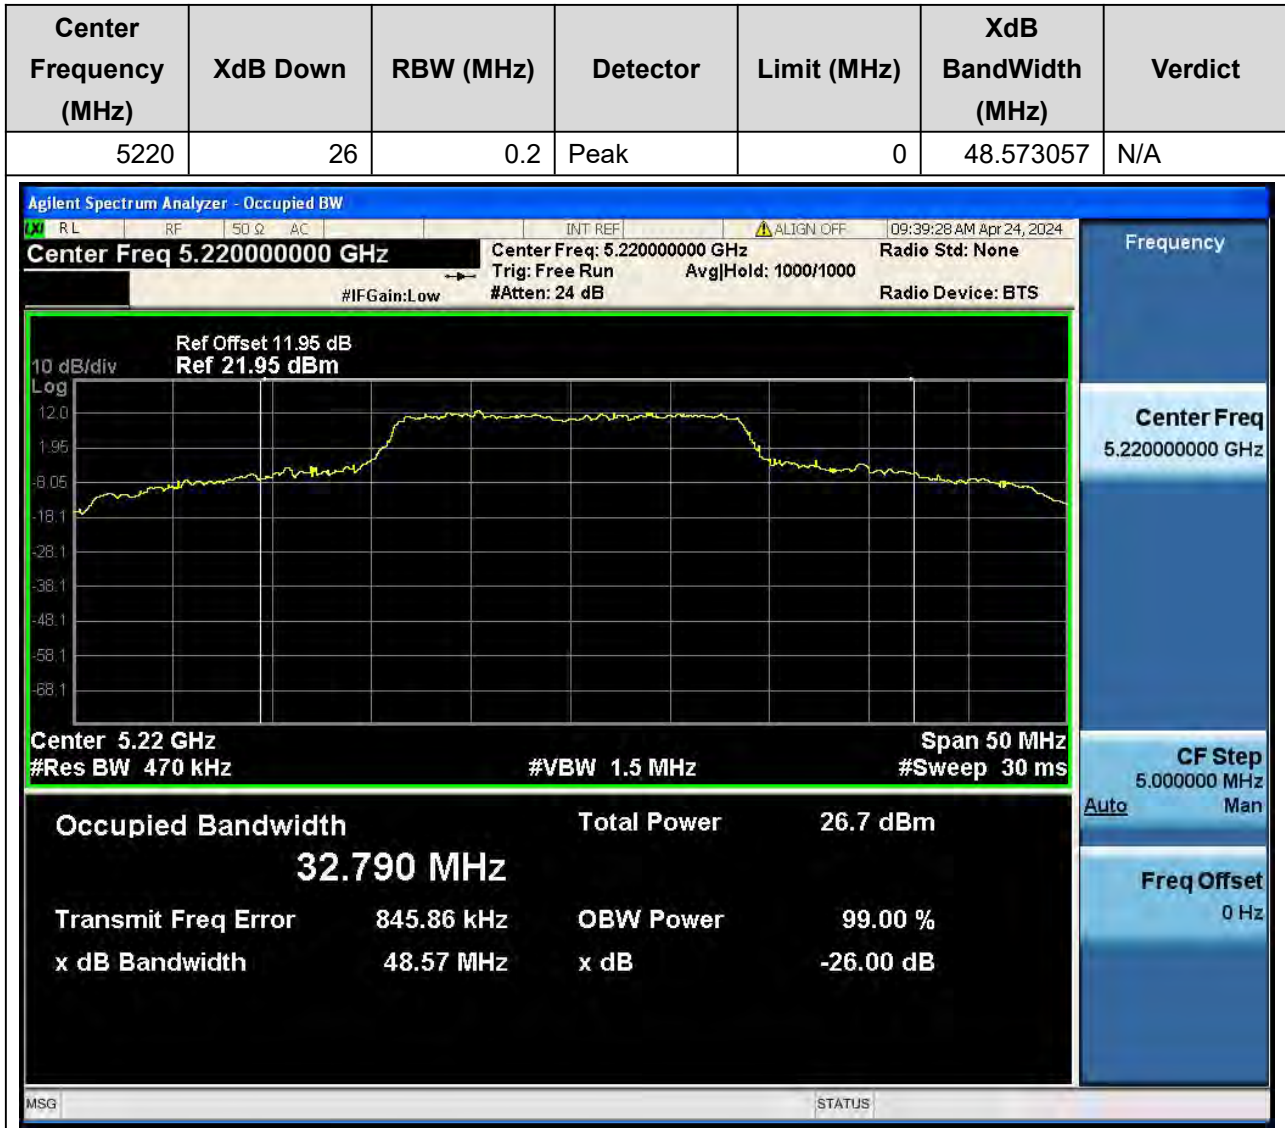 Center Frequency (MHz) XdB Down RBW (MHz) Detector Limit (MHz) XdB BandWidth (MHz) Verdict
5220 26 0.2 Peak 0 48.573057 N/A
Agilent Spectrum Analyzer - Occupied BW
LXI RL RF 50 Ω AC INT REF ALIGN OFF 09:39:28 AM Apr 24, 2024
Center Freq 5.220000000 GHz Center Freq: 5.220000000 GHz Radio Std: None
Trig: Free Run Avg|Hold: 1000/1000
#IFGain:Low #Atten: 24 dB Radio Device: BTS
Frequency
Ref Offset 11.95 dB
10 dB/div Ref 21.95 dBm
Log
12.0
1.95
-8.05
-18.1
-28.1
-38.1
-48.1
-58.1
-68.1
Center 5.22 GHz Span 50 MHz
#Res BW 470 kHz #VBW 1.5 MHz #Sweep 30 ms
Occupied Bandwidth Total Power 26.7 dBm
32.790 MHz
Transmit Freq Error 845.86 kHz OBW Power 99.00 %
x dB Bandwidth 48.57 MHz x dB -26.00 dB
Center Freq
5.220000000 GHz
CF Step
5.000000 MHz
Auto Man
Freq Offset
0 Hz
MSG STATUS